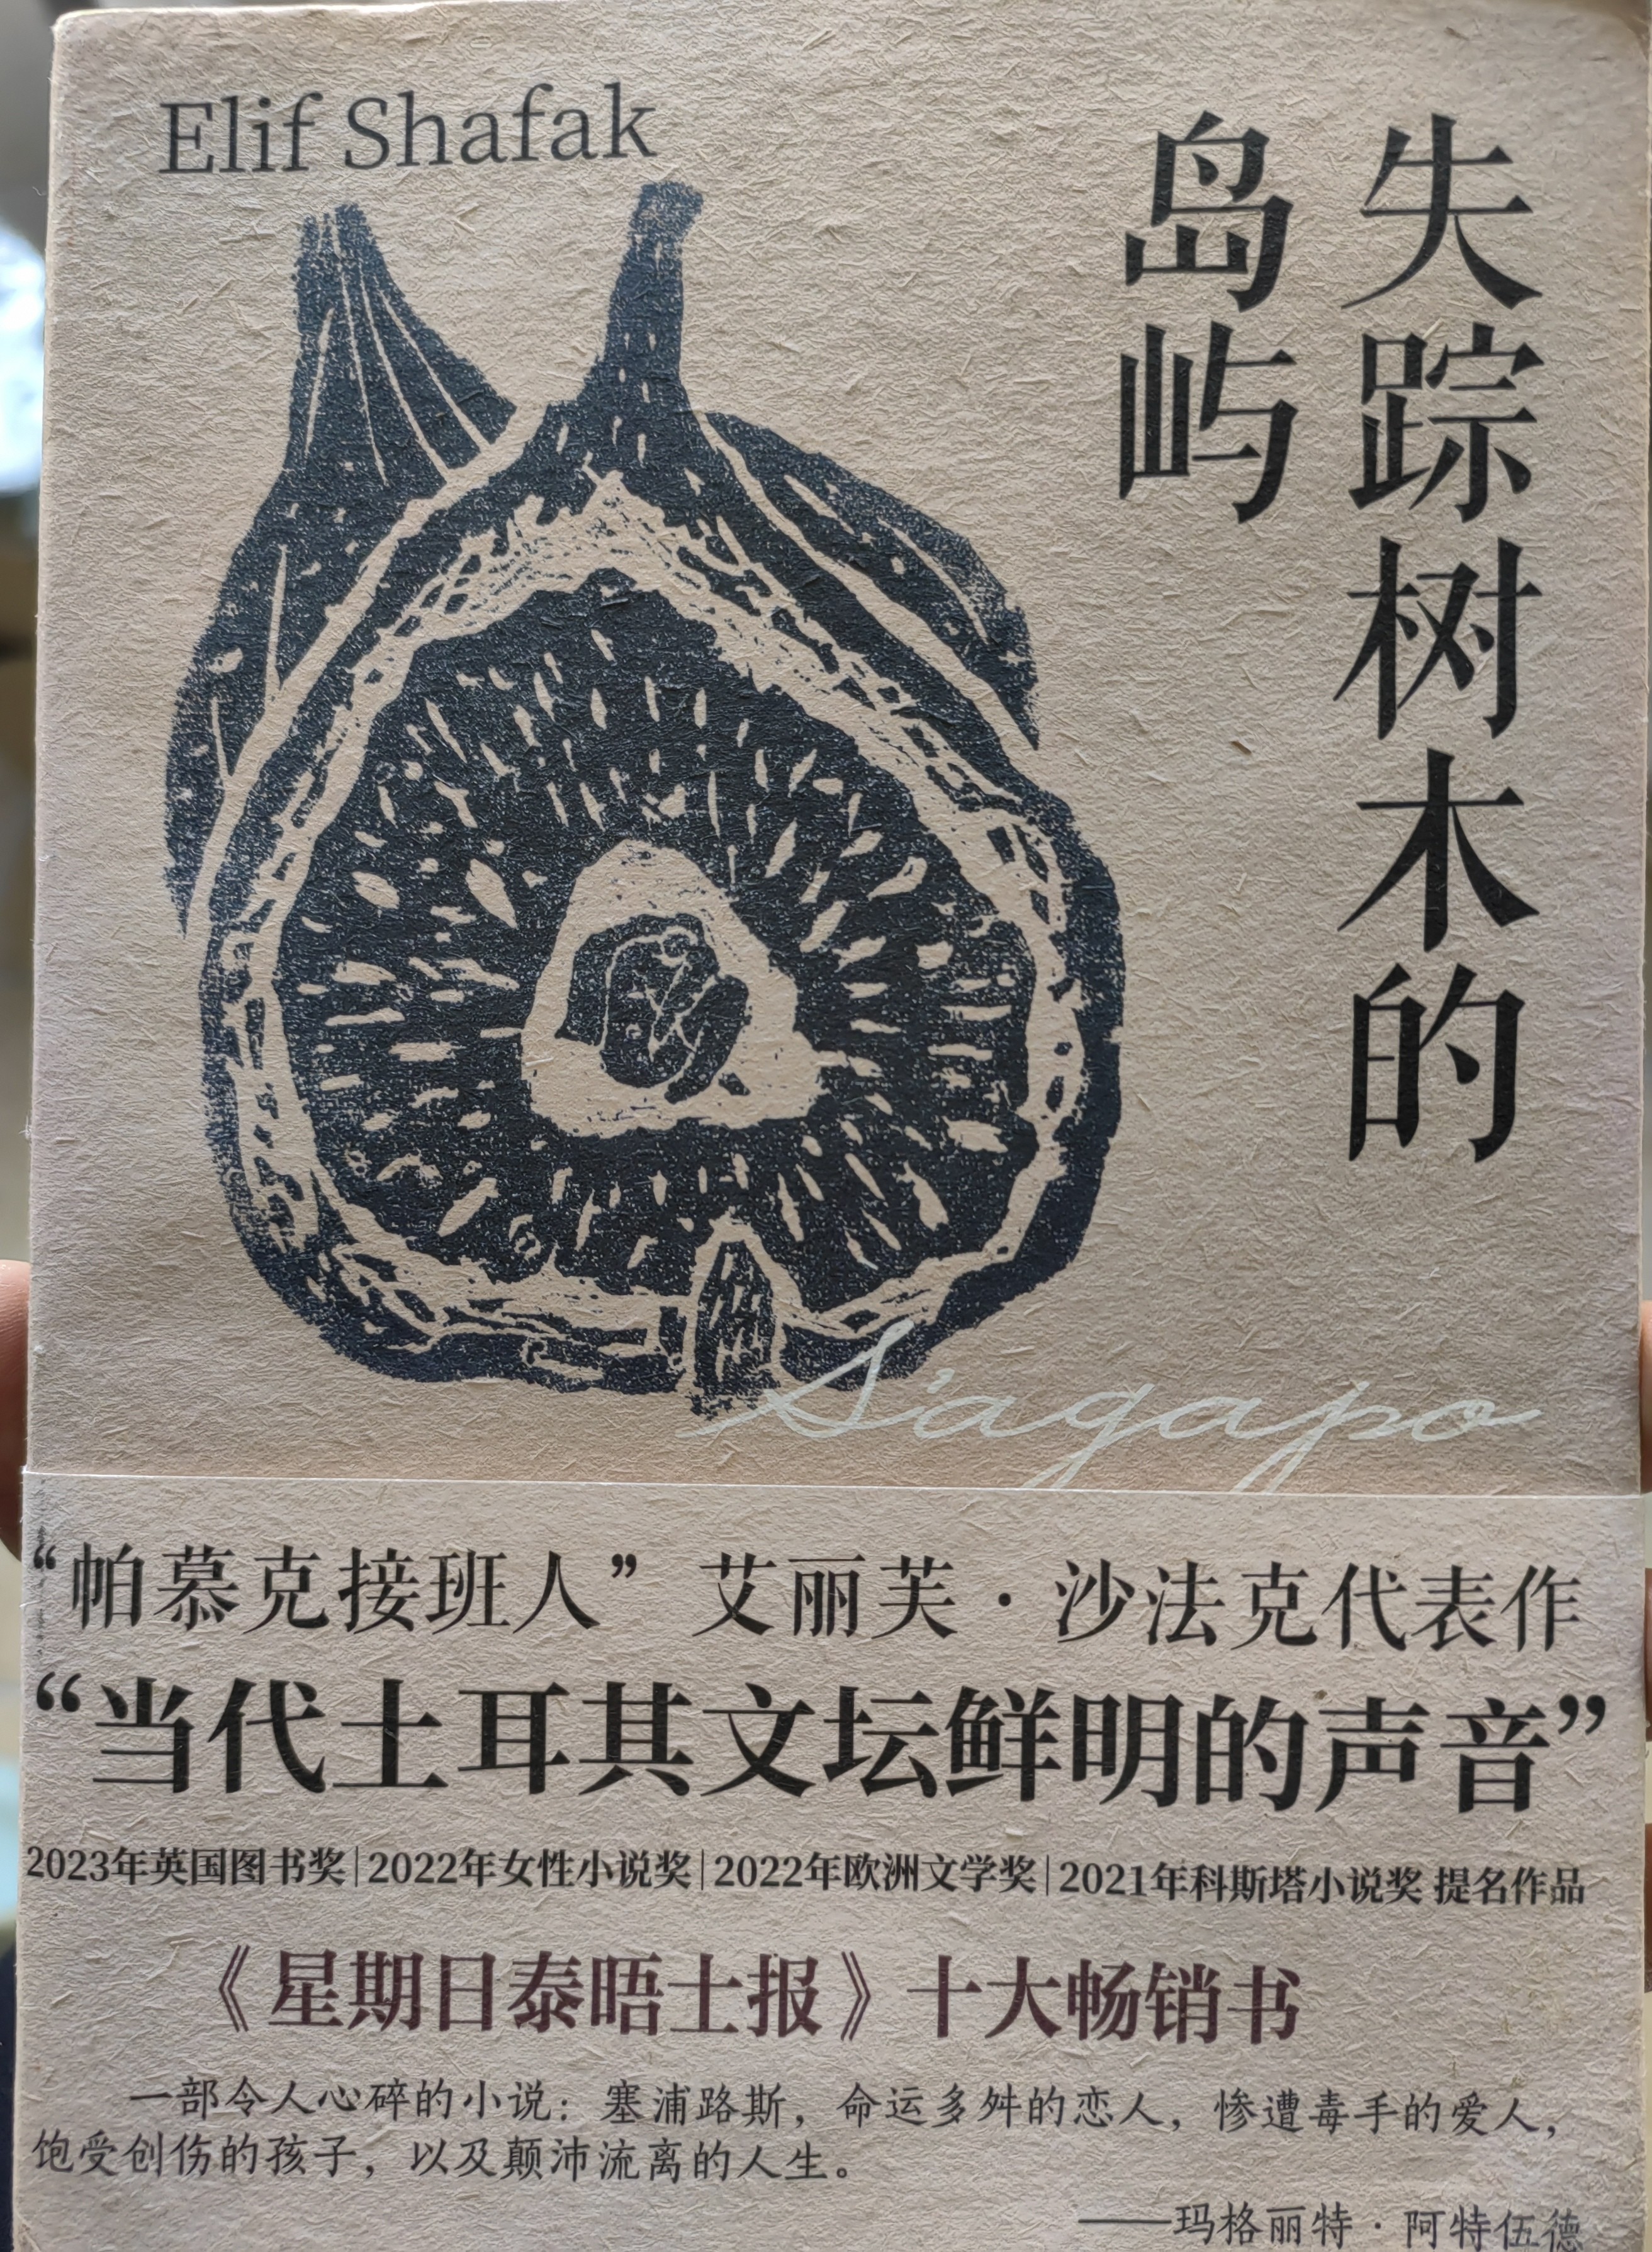 Elif Shafak
失踪树木的
岛屿
S'agapo
“帕慕克接班人” 艾丽芙·沙法克代表作
“当代土耳其文坛鲜明的声音”
2023年英国图书奖|2022年女性小说奖|2022年欧洲文学奖|2021年科斯塔小说奖 提名作品
《星期日泰晤士报》十大畅销书
一部令人心碎的小说：塞浦路斯，命运多舛的恋人，惨遭毒手的爱人，
饱受创伤的孩子，以及颠沛流离的人生。
——玛格丽特·阿特伍德